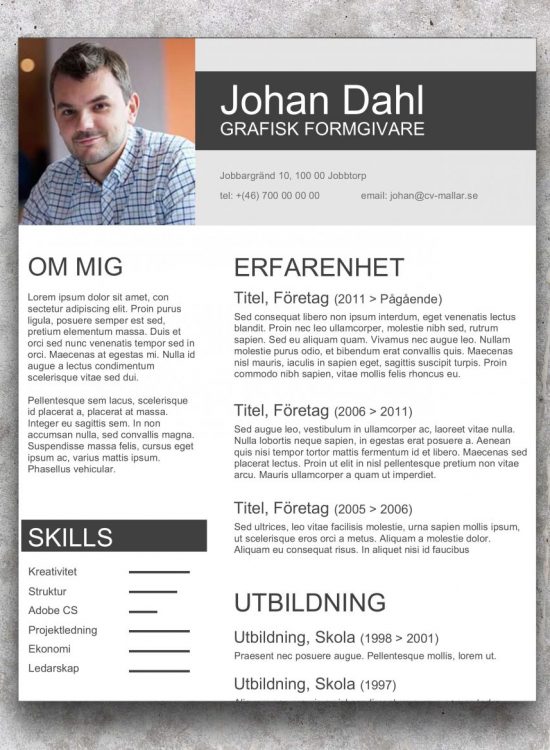 Johan Dahl
GRAFISK FORMGIVARE
Jobbargränd 10, 100 00 Jobbtorp
tel: +(46) 700 00 00 00 email: johan@cv-mallar.se
OM MIG
Lorem ipsum dolor sit amet, con
setetur adipiscing elit. Proin purus
ligula, posuere semper est sed,
pretium elementum massa. Duis et
orci sed nunc venenatis tempor sed in
orci. Maecenas at egestas mi. Nulla id
augue a lectus condimentum
scelerisque vitae sed dui.
Pellentesque sem lacus, scelerisque
id placerat a, placerat at massa.
Integer eu sagittis sem. In non
accumsan nulla, sed convallis magna.
Suspendisse massa felis, cursus eget
ipsum ac, varius mattis ipsum.
Phasellus vehicular.
SKILLS
Kreativitet
Struktur
Adobe CS
Projektledning
Ekonomi
Ledarskap
ERFARENHET
Titel, Företag (2011 > Pågående)
Sed consequat libero non ipsum interdum, eget venenatis lectus
blandit. Proin nec leo ullamcorper, molestie nibh sed, rutrum
sapien. Sed eu aliquam quam. Vivamus nec augue leo. Nullam
molestie purus odio, et bibendum erat convallis quis. Maecenas
nisl mauris, iaculis in sapien eget, sagittis suscipit turpis. Proin
commodo nibh sapien, vitae mollis felis rhoncus eu.
Titel, Företag (2006 > 2011)
Sed augue leo, vestibulum in ullamcorper ac, laoreet vitae nulla.
Nulla lobortis neque sapien, in egestas erat posuere a. Aenean
quis nisi tempor tortor mattis fermentum id et libero. Maecenas sed
placerat lectus. Proin ut elit in nisl pellentesque pretium non vitae
arcu. Mauris a quam a metus accumsan ut imperdiet.
Titel, Företag (2005 > 2006)
Sed ultrices, leo vitae facilisis molestie, urna sapien mollis ipsum,
ut scelerisque eros orci a metus. Aliquam a molestie dolor.
Aliquam eu consequat risus. In aliquet nisi id faucibus
UTBILDNING
Utbildning, Skola (1998 > 2001)
Praesent nec posuere augue. Pellentesque mollis, lorem ut.
Utbildning, Skola (1997)